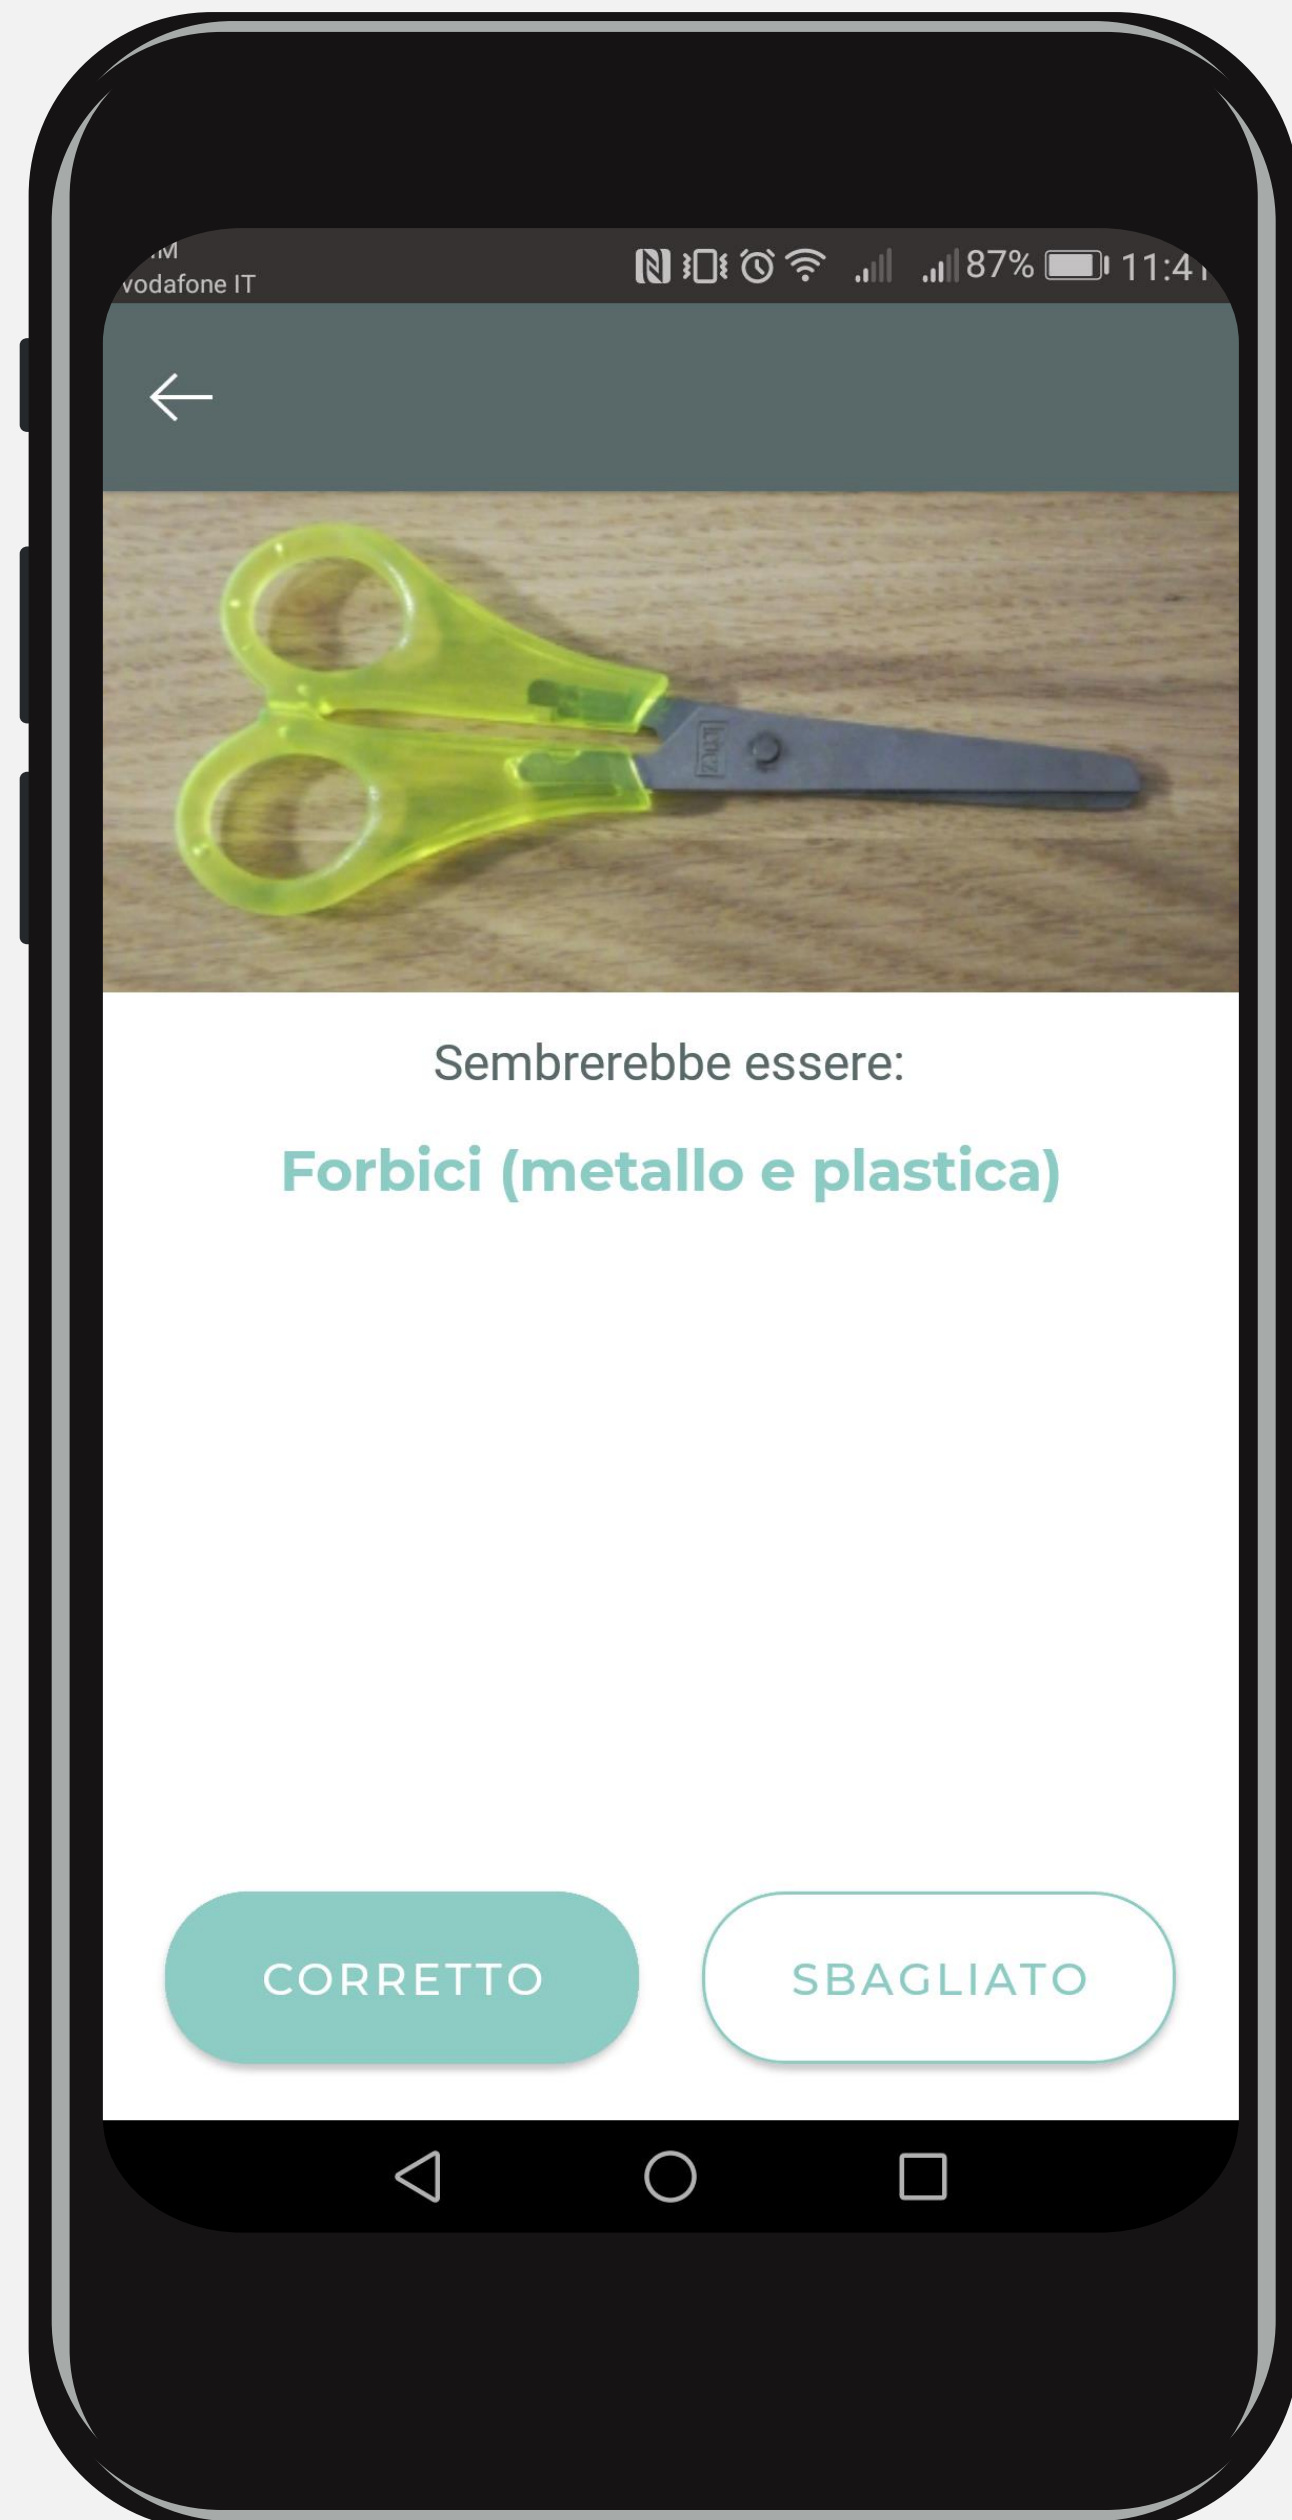 vodafone IT
87%
Sembrerebbe essere:
Forbici (metallo e plastica)
CORRETTO
SBAGLIATO